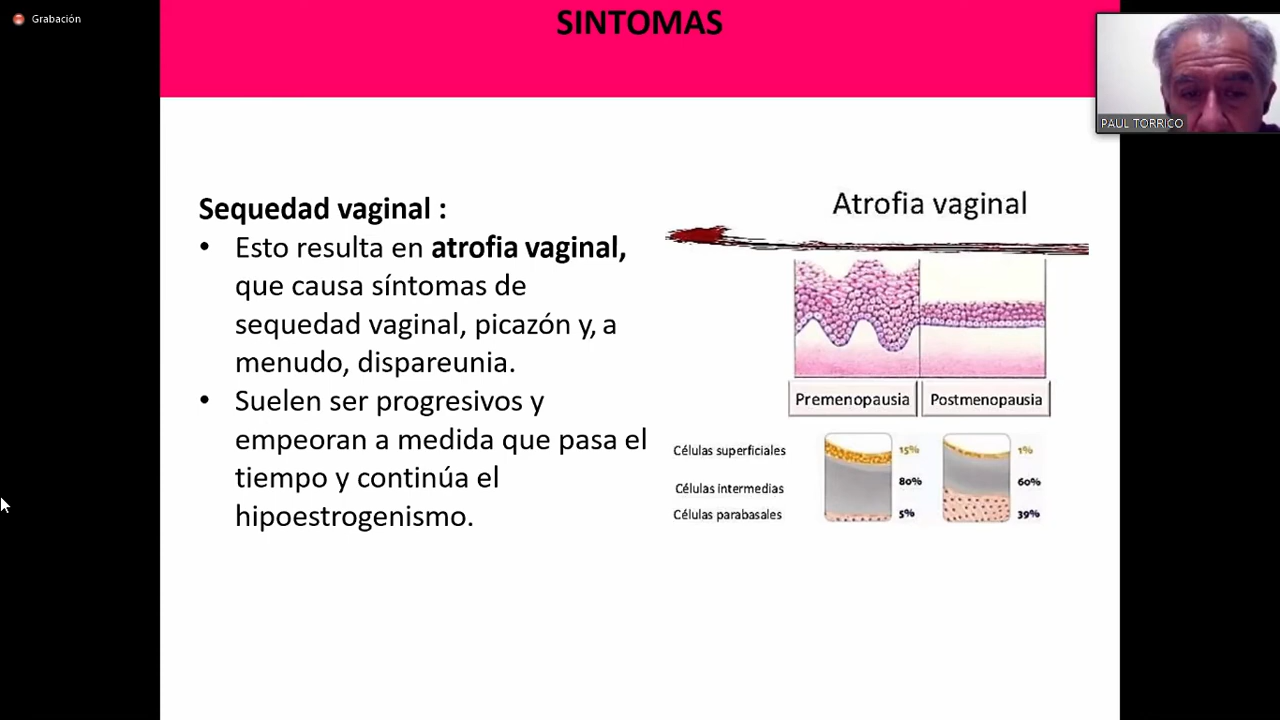 Grabación
SINTOMAS
PAUL TORRICO
Sequedad vaginal :
• Esto resulta en atrofia vaginal,
que causa síntomas de
sequedad vaginal, picazón y, a
menudo, dispareunia.
• Suelen ser progresivos y
empeoran a medida que pasa el
tiempo y continúa el
hipoestrogenismo.
Atrofia vaginal
Premenopausia Postmenopausia
Células superficiales 15% 1%
Células intermedias 80% 60%
Células parabasales 5% 39%